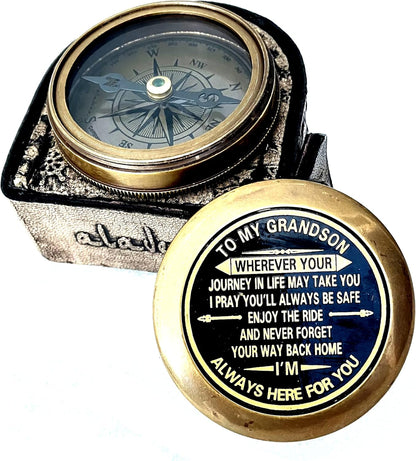 W
NW
N
S
TO MY GRANDSON
WHEREVER YOUR
JOURNEY IN LIFE MAY TAKE YOU
I PRAY YOU'LL ALWAYS BE SAFE
ENJOY THE RIDE
AND NEVER FORGET
YOUR WAY BACK HOME
I'M
ALWAYS HERE FOR YOU